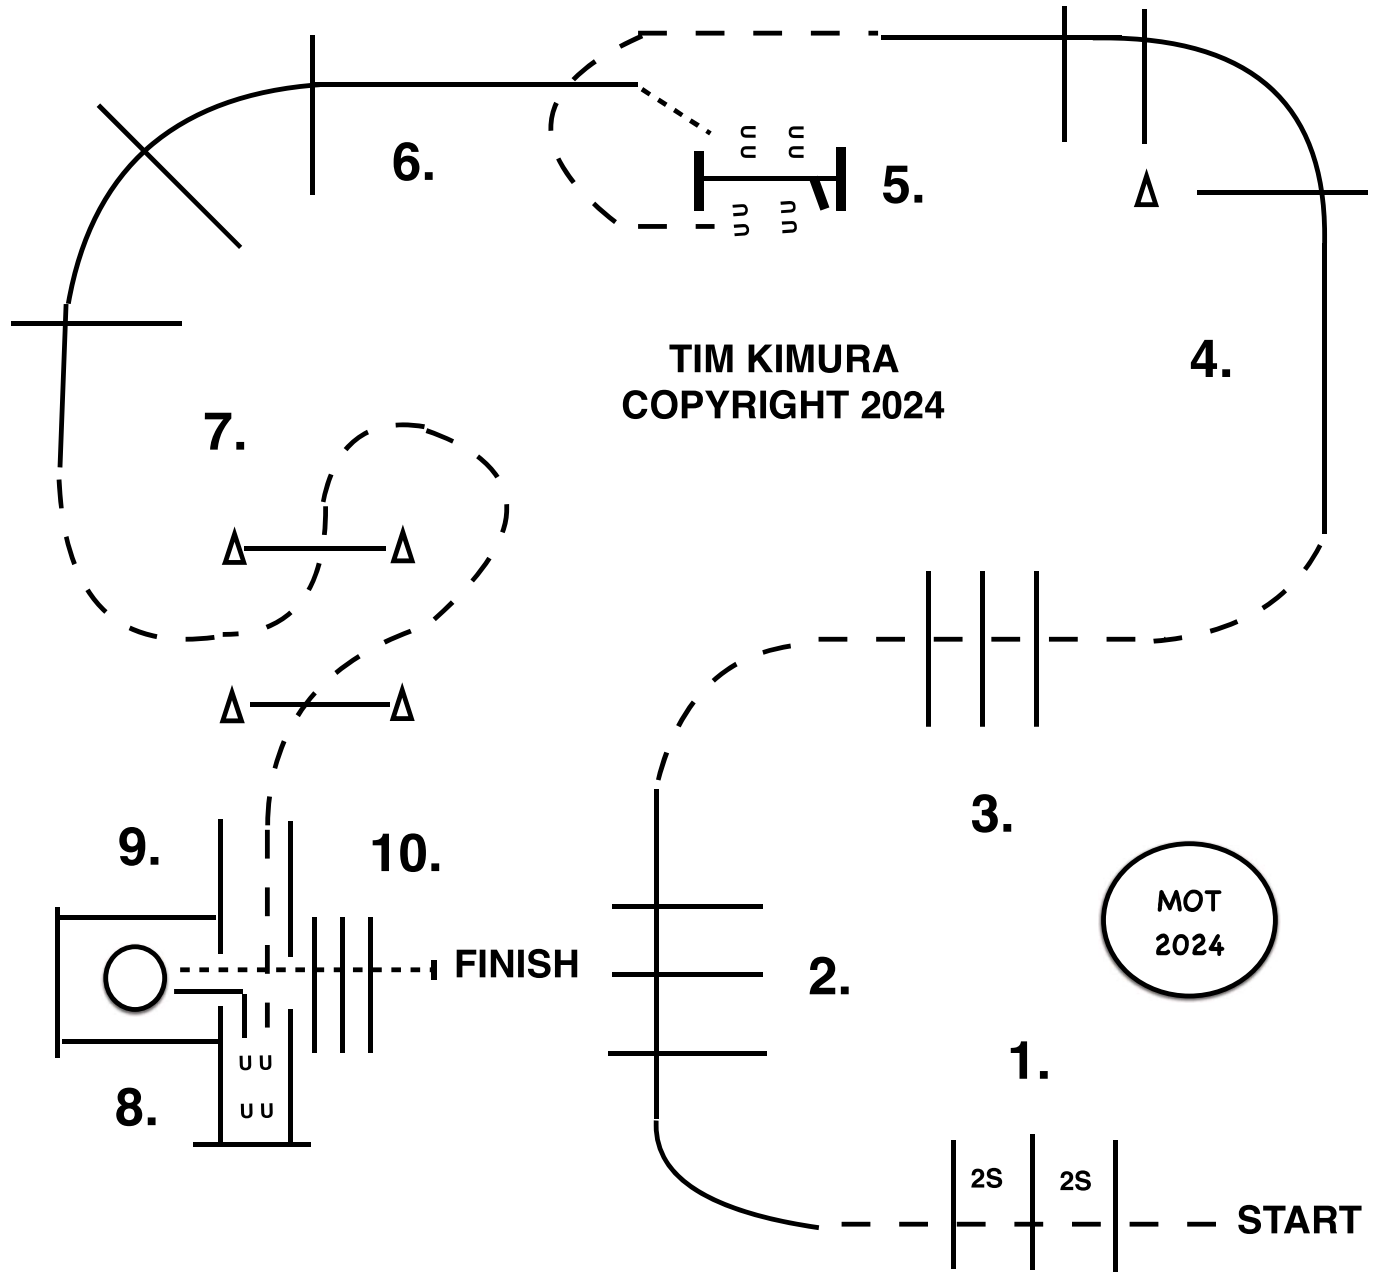 6.
5.
4.
TIM KIMURA
COPYRIGHT 2024
7.
3.
9.
10.
MOT
2024
FINISH
2.
1.
8.
U U
U U
2S
2S
START